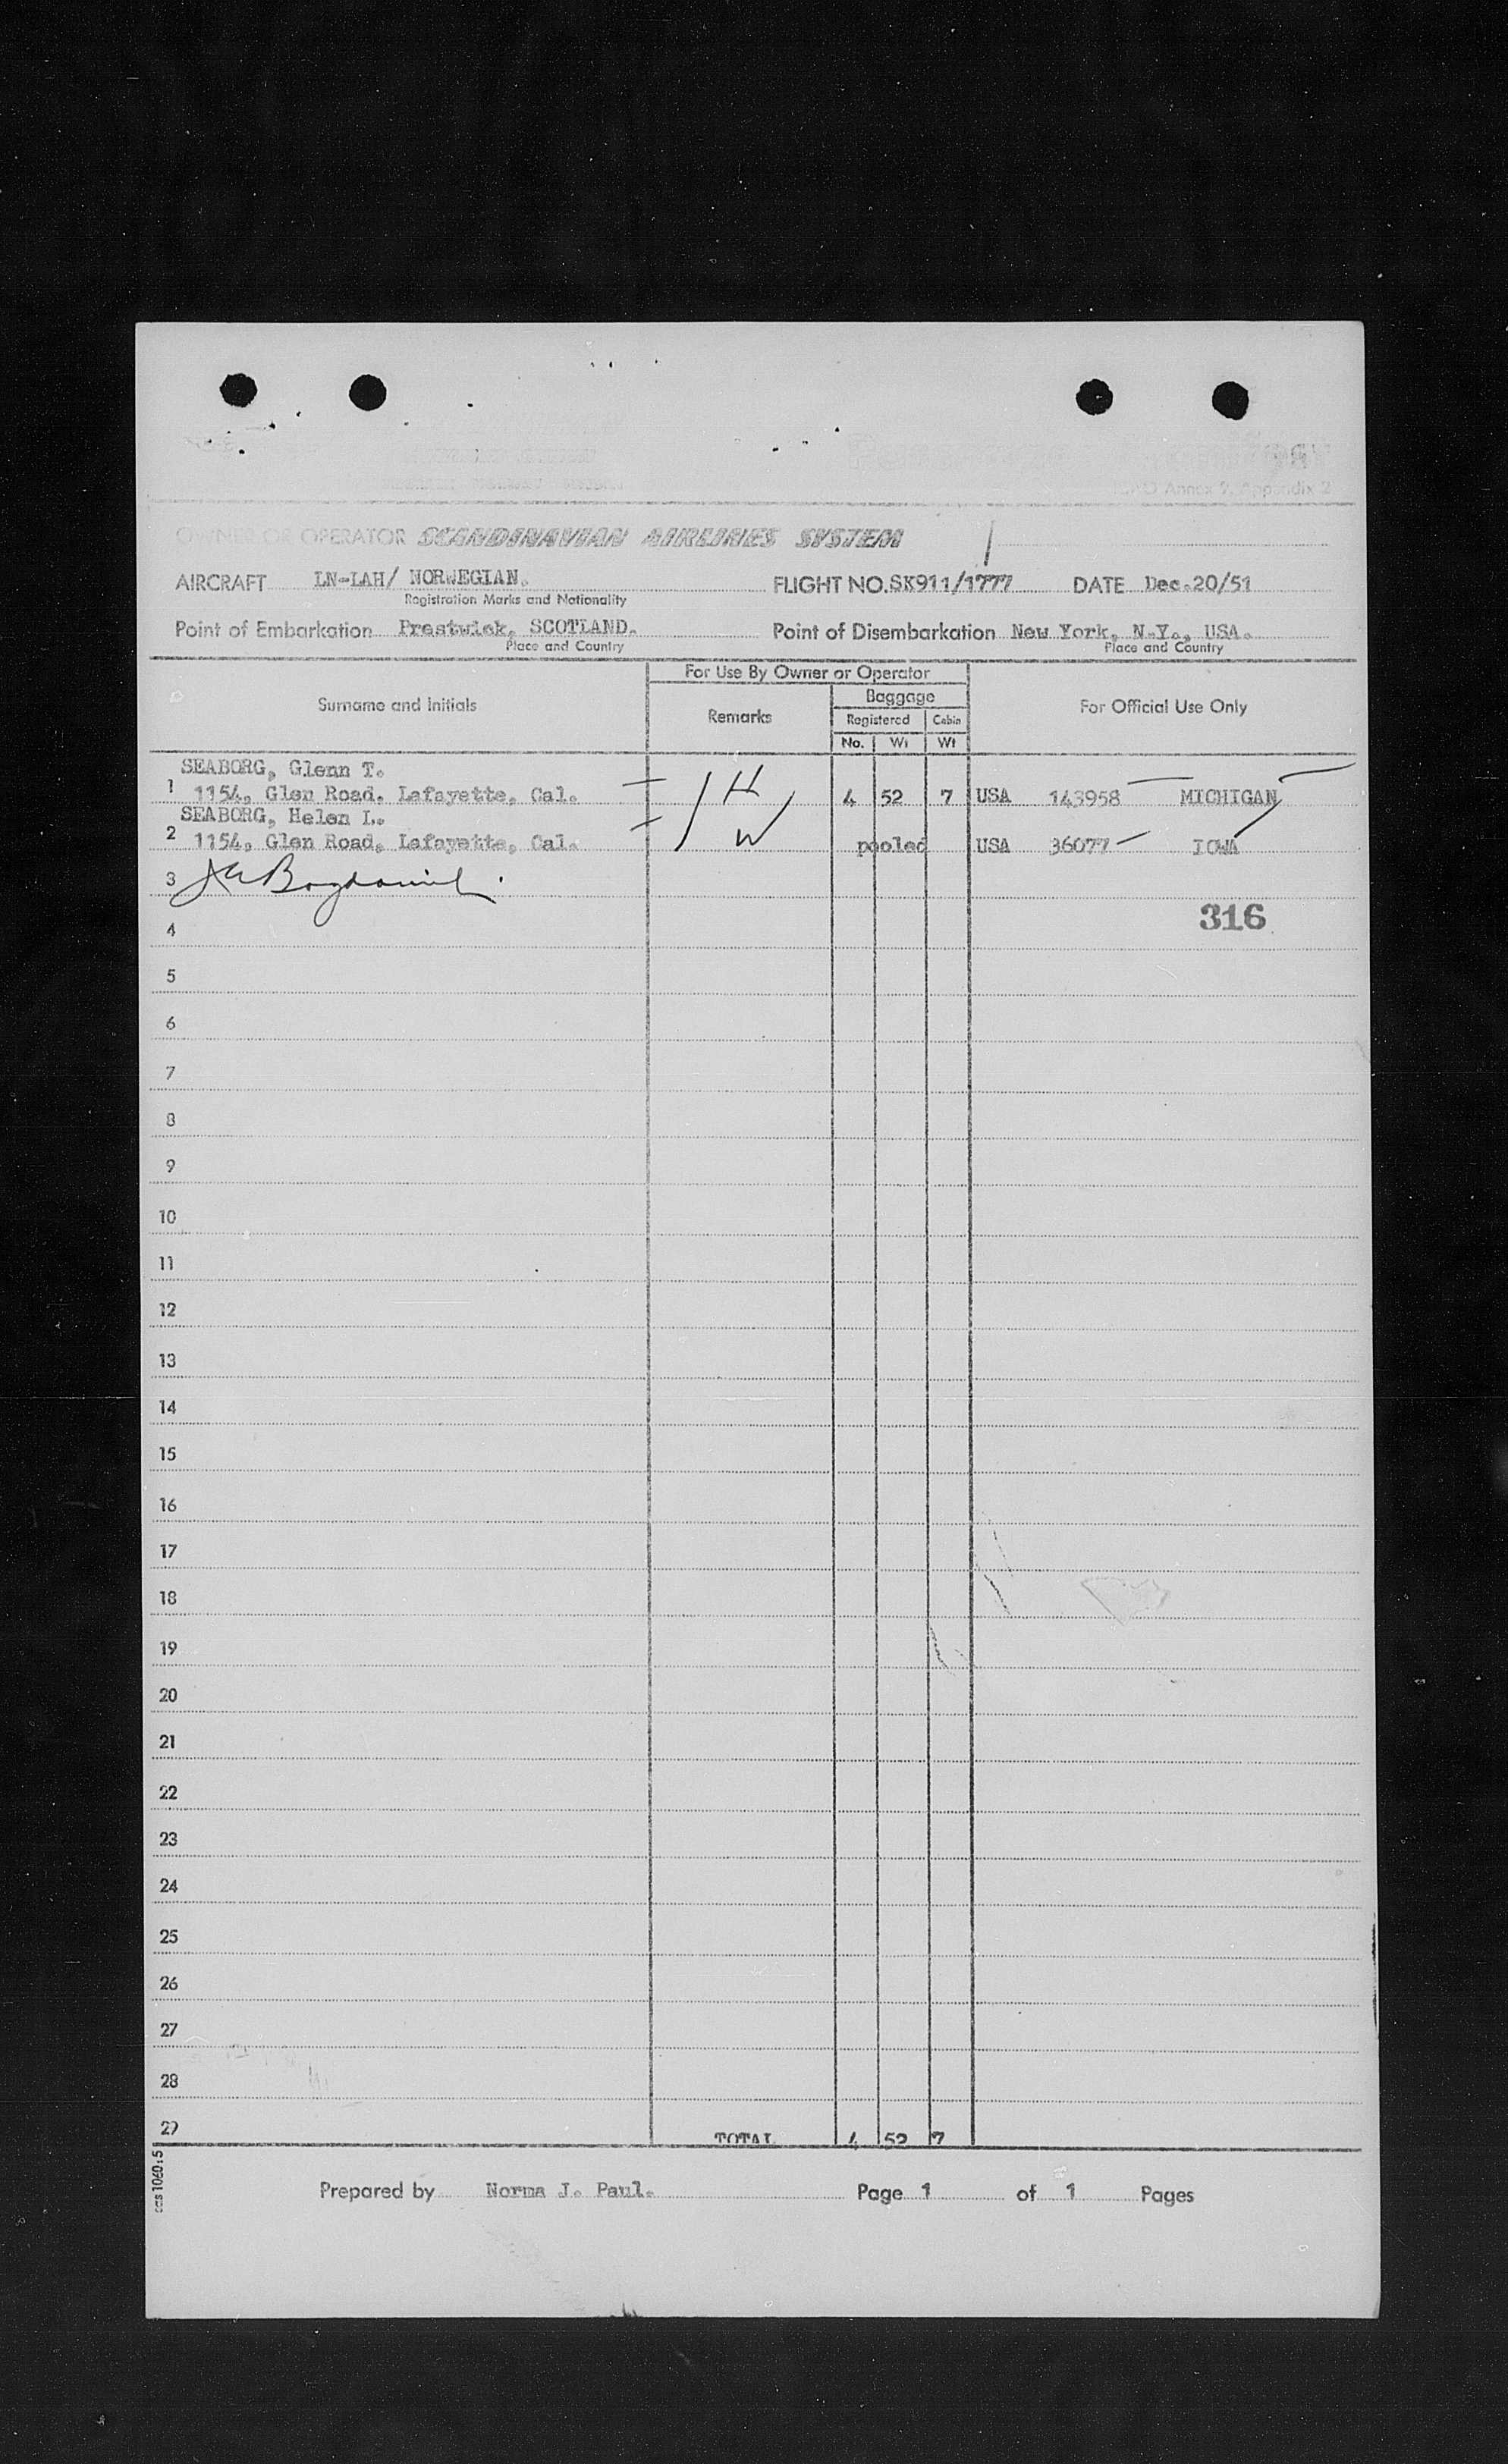 ICAO Annex 9, Appendix 2
OWNER OR OPERATOR SCANDINAVIAN AIRLINES SYSTEM
AIRCRAFT LN-LAH/ NORWEGIAN. FLIGHT NO. SK911/1777 DATE Dec.20/51
Registration Marks and Nationality
Point of Embarkation Prestwick, SCOTLAND. Point of Disembarkation New York, N.Y., USA.
Place and Country Place and Country
For Use By Owner or Operator
Surname and Initials Remarks Baggage For Official Use Only
Registered Cabin
No. Wt Wt
SEABORG, Glenn T.
1 1154, Glen Road. Lafayette, Cal. H 4 52 7 USA 143958 MICHIGAN
SEABORG, Helen L.
2 1154, Glen Road, Lafayette, Cal. W pooled USA 36077 IOWA
3
316
4
5
6
7
8
9
10
11
12
13
14
15
16
17
18
19
20
21
22
23
24
25
26
27
28
29 TOTAL 4 52 7
Prepared by Norma J. Paul. Page 1 of 1 Pages